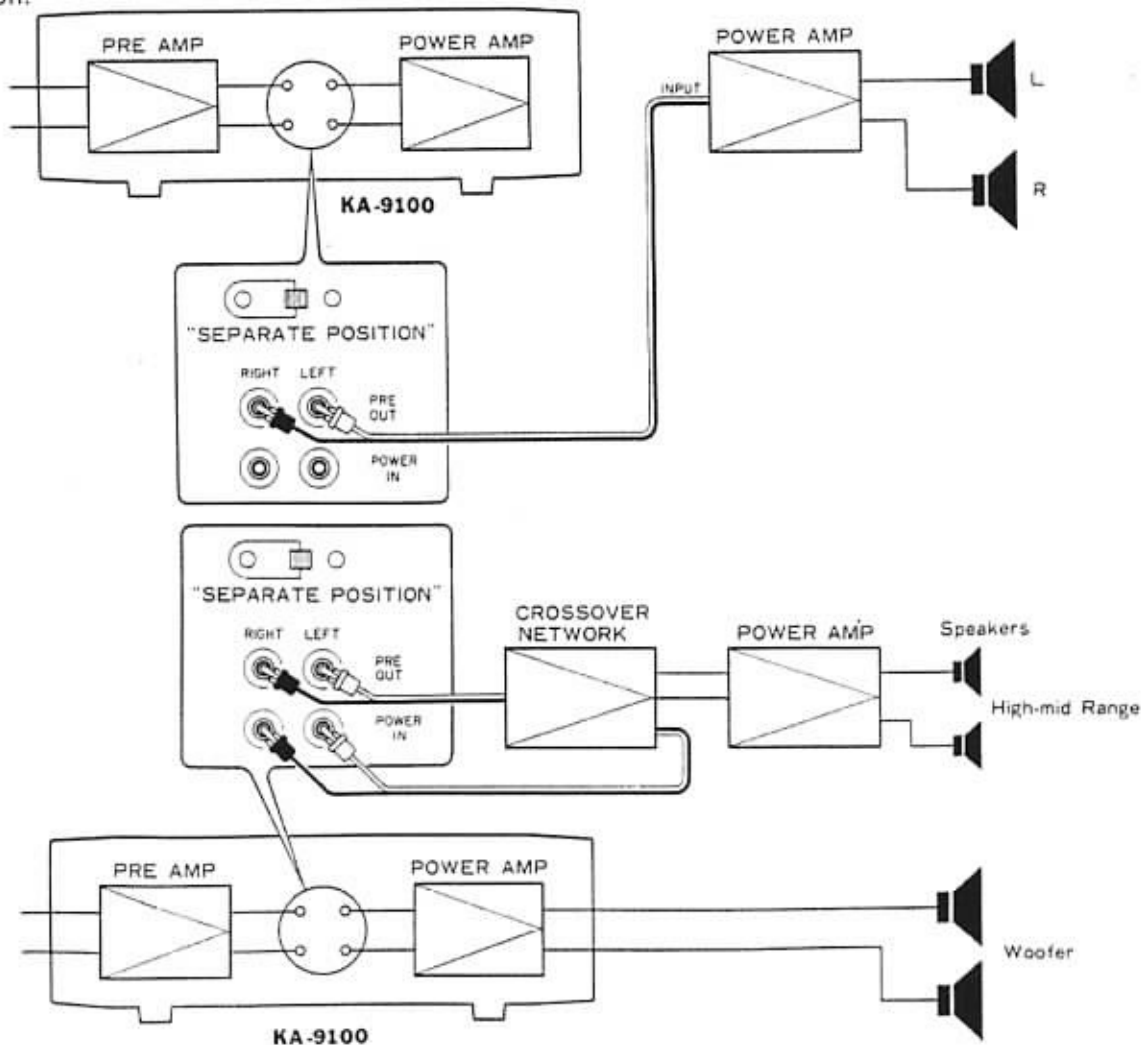 PRE AMP
POWER AMP
KA-9100
POWER AMP
INPUT
L
R
"SEPARATE POSITION"
RIGHT LEFT
PRE
OUT
POWER
IN
"SEPARATE POSITION"
RIGHT LEFT
PRE
OUT
POWER
IN
CROSSOVER
NETWORK
POWER AMP
Speakers
High-mid Range
PRE AMP
POWER AMP
Woofer
KA-9100